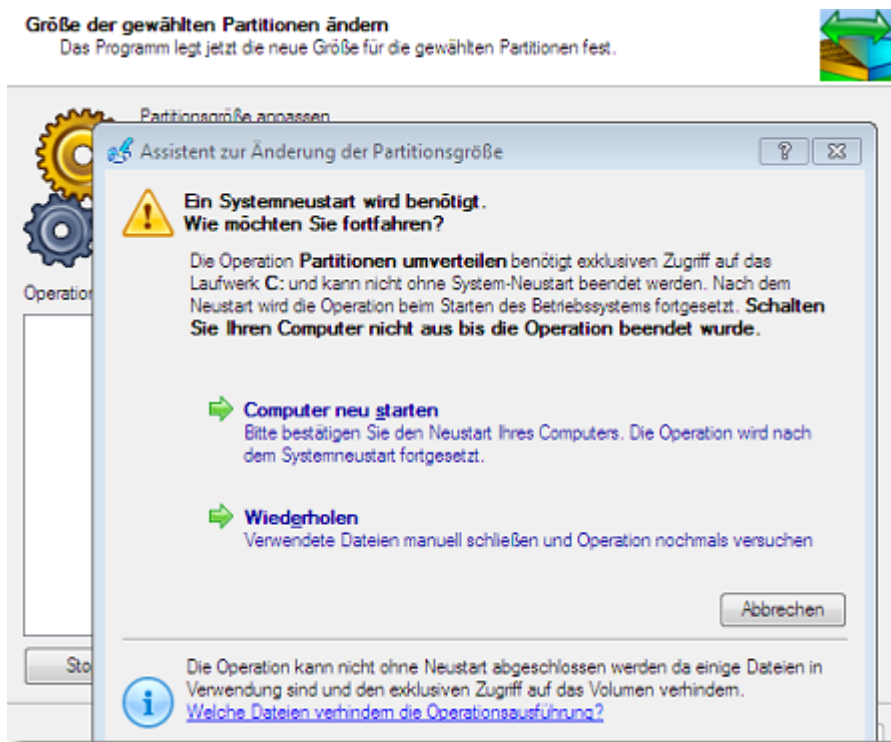 Größe der gewählten Partitionen ändern
Das Programm legt jetzt die neue Größe für die gewählten Partitionen fest.
Partitionsgröße anpassen
Assistent zur Änderung der Partitionsgröße
Ein Systemneustart wird benötigt.
Wie möchten Sie fortfahren?
Die Operation Partitionen umverteilen benötigt exklusiven Zugriff auf das
Laufwerk C: und kann nicht ohne System-Neustart beendet werden. Nach dem
Neustart wird die Operation beim Starten des Betriebssystems fortgesetzt. Schalten
Sie Ihren Computer nicht aus bis die Operation beendet wurde.
Operation
Computer neu starten
Bitte bestätigen Sie den Neustart Ihres Computers. Die Operation wird nach
dem Systemneustart fortgesetzt.
Wiederholen
Verwendete Dateien manuell schließen und Operation nochmals versuchen
Abbrechen
Sto
Die Operation kann nicht ohne Neustart abgeschlossen werden da einige Dateien in
Verwendung sind und den exklusiven Zugriff auf das Volumen verhindern.
Welche Dateien verhindern die Operationsausführung?